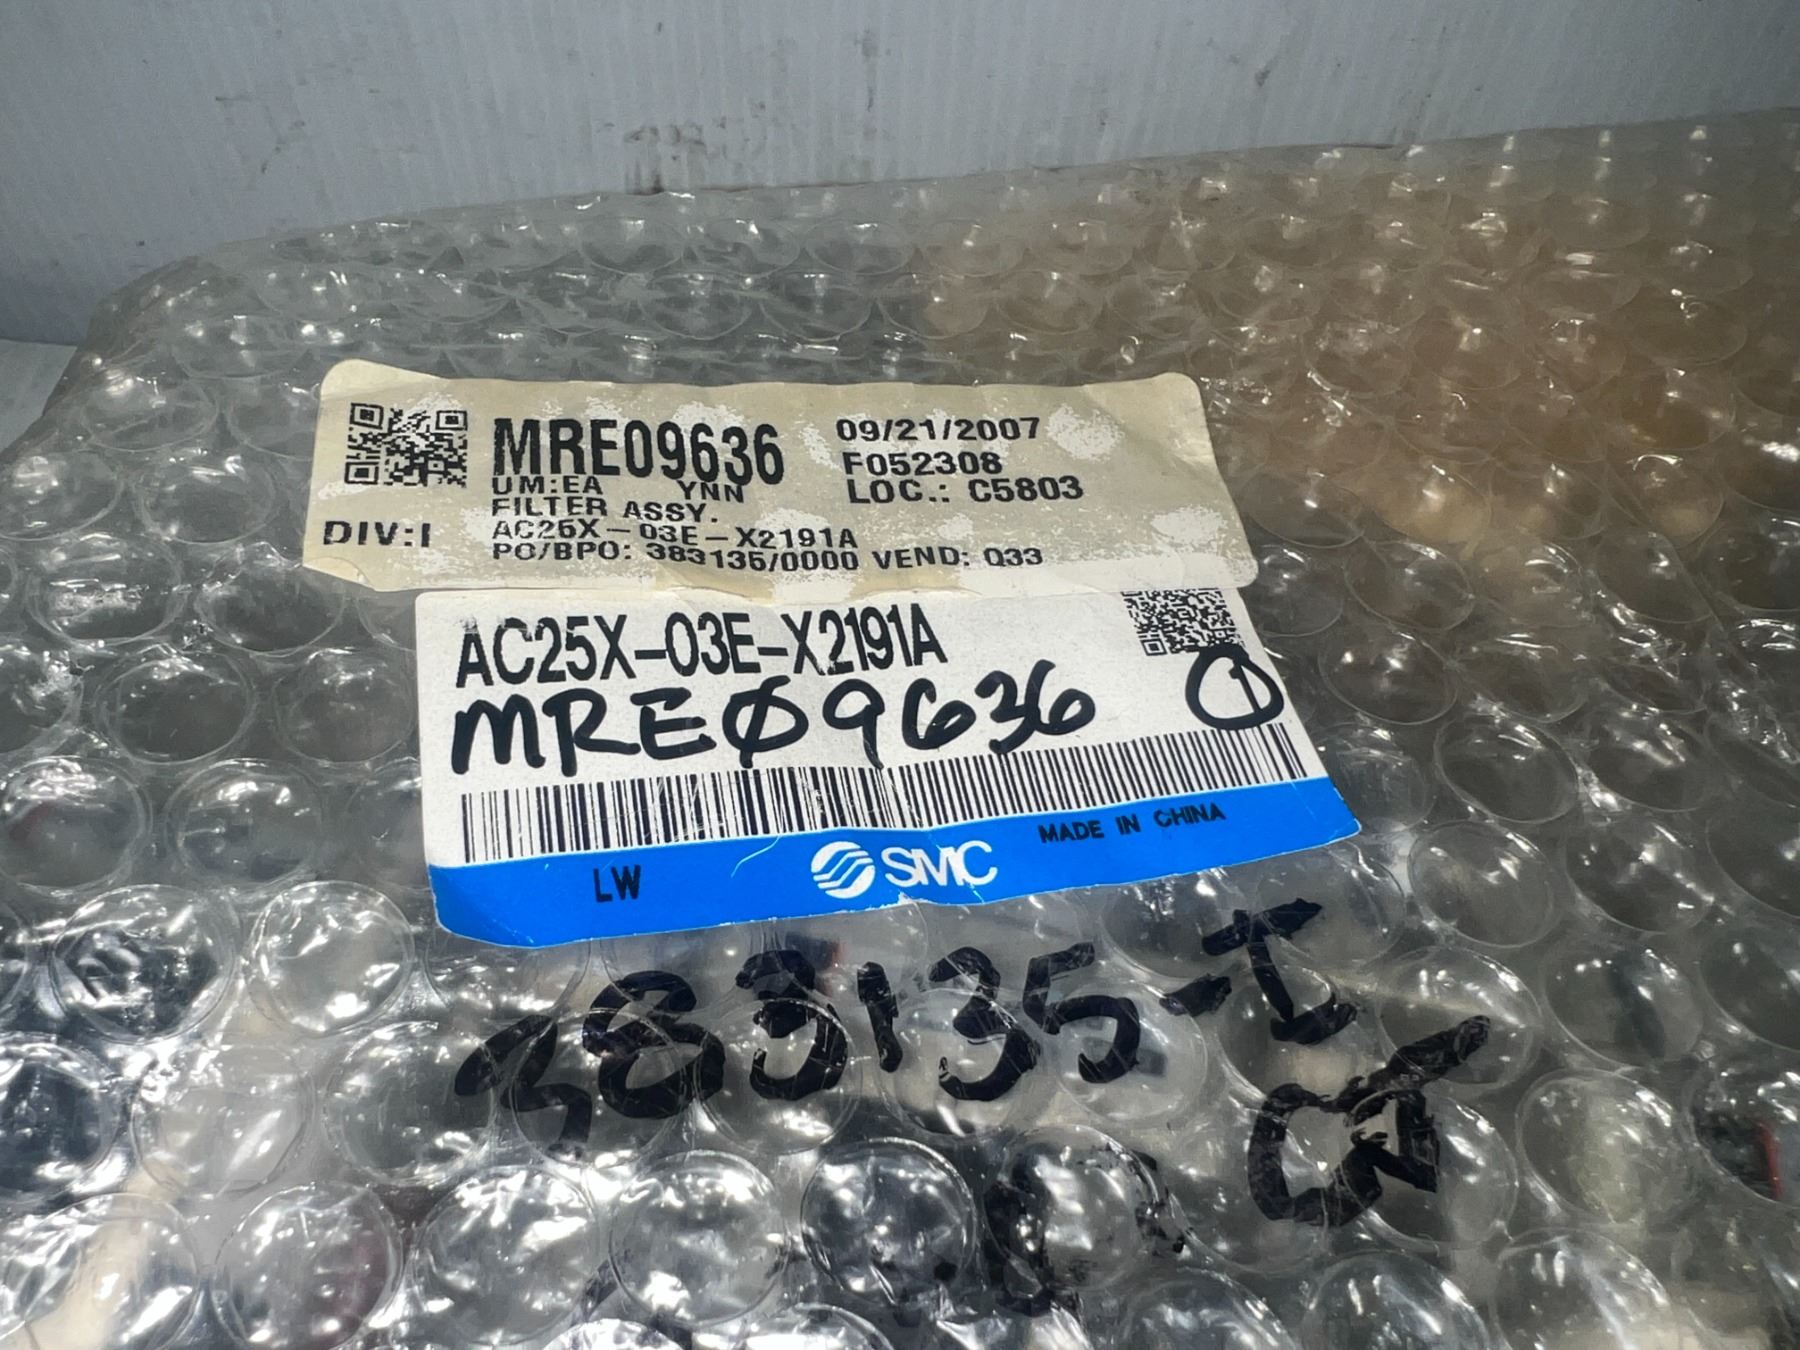 MRE09636 09/21/2007
F052308
UM:EA YNN LOC.: C5803
FILTER ASSY.
DIV:I AC25X-03E-X2191A
PO/BPO: 383135/0000 VEND: Q33
AC25X-03E-X2191A
MREØ9636 1
MADE IN CHINA
LW SMC
383135-I